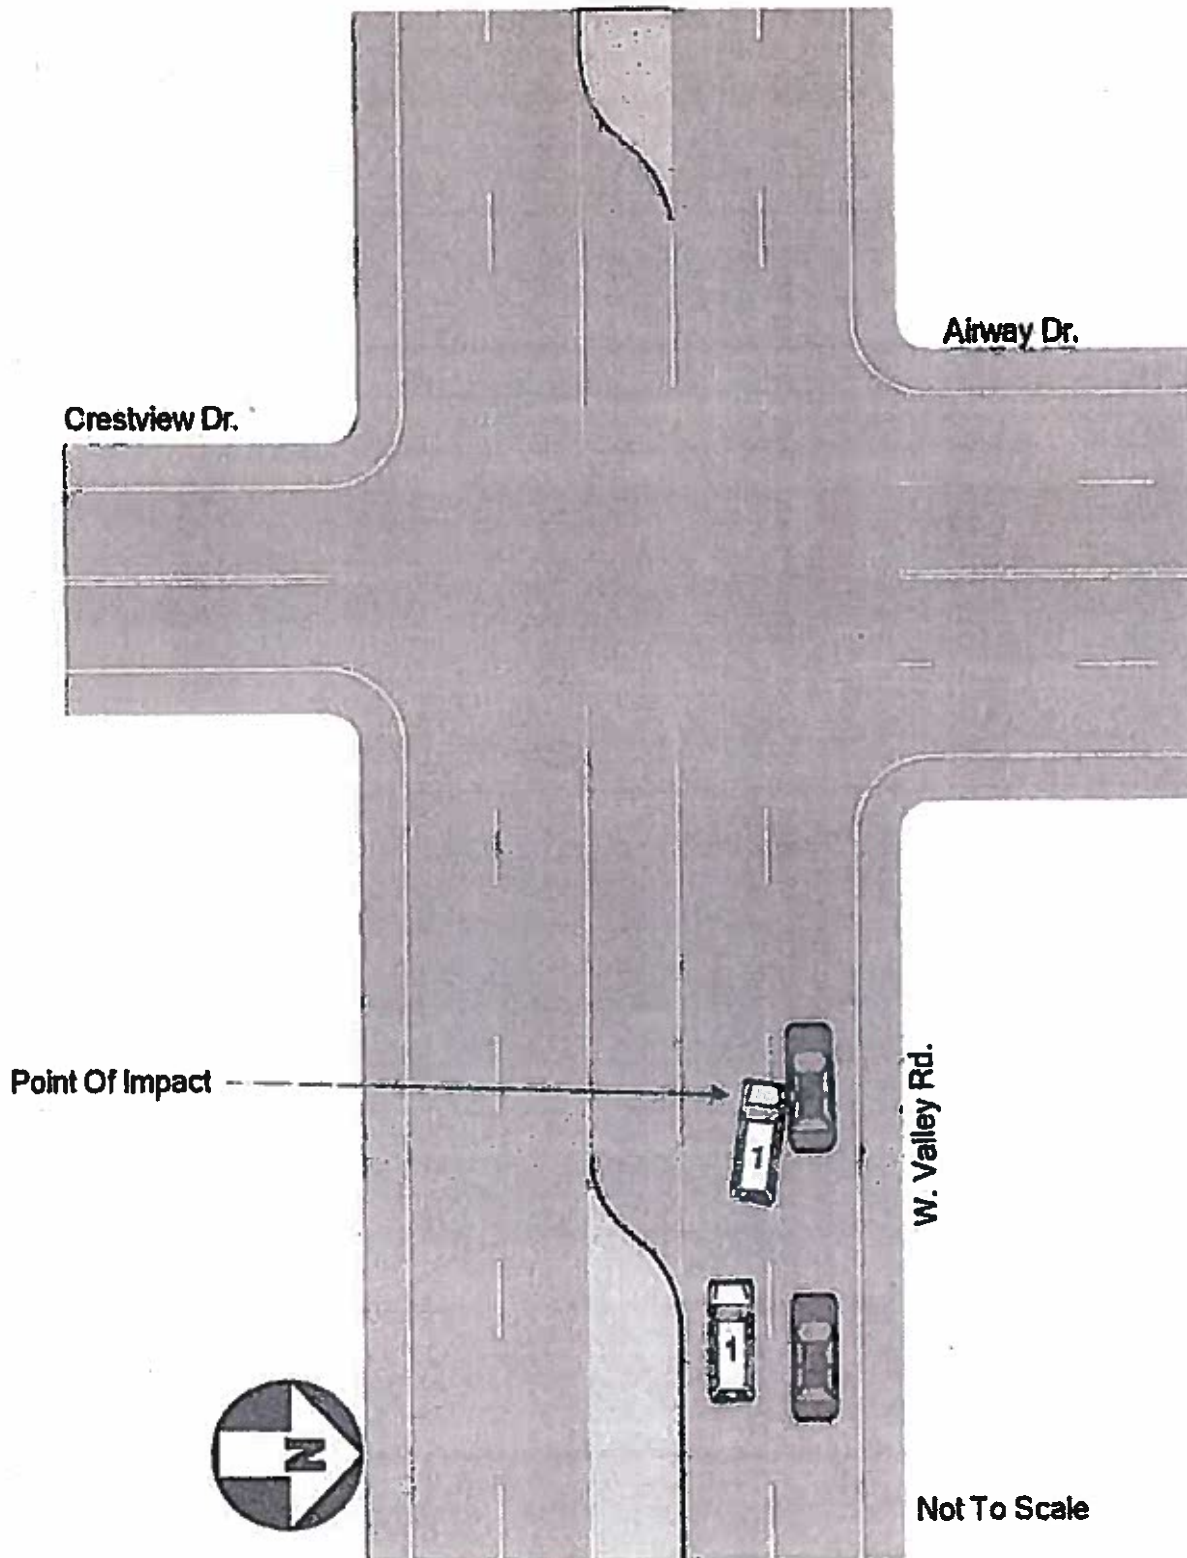 Airway Dr.
Crestview Dr.
Point Of Impact
W. Valley Rd.
1
1
N
Not To Scale